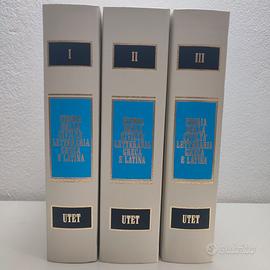 I
STORIA
DELLA
CIVILTÀ
LETTERARIA
GRECA
E LATINA
UTET
II
STORIA
DELLA
CIVILTÀ
LETTERARIA
GRECA
E LATINA
UTET
III
STORIA
DELLA
CIVILTÀ
LETTERARIA
GRECA
E LATINA
UTET
subito